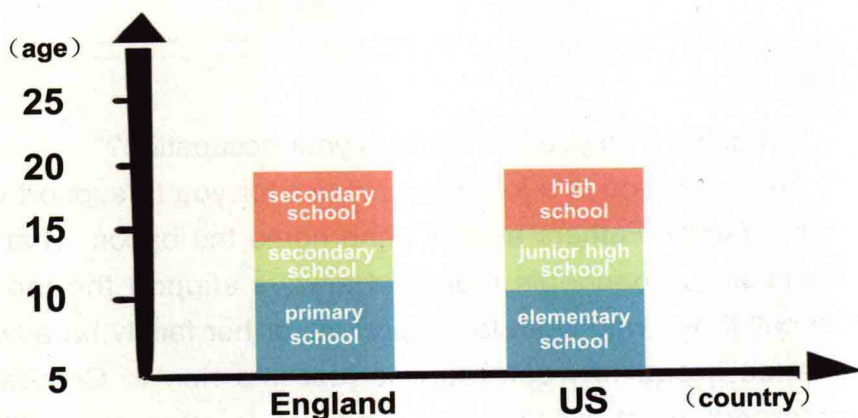 (age)
25
20
15
10
5
secondary
school
secondary
school
primary
school
high
school
junior high
school
elementary
school
England
US
(country)